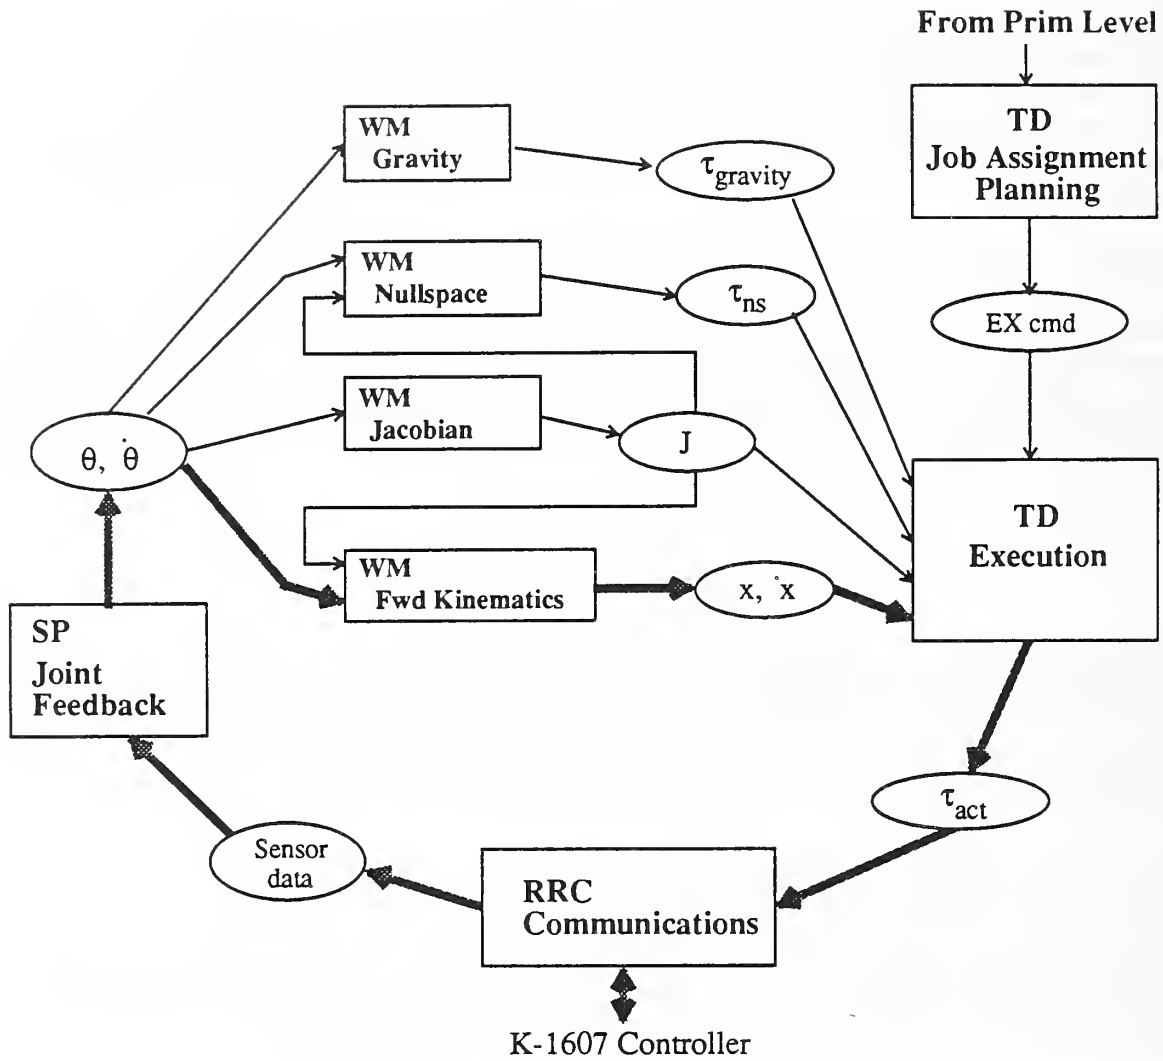 From Prim Level
TD
Job Assignment
Planning
EX cmd
WM
Gravity
τgravity
WM
Nullspace
τns
WM
Jacobian
J
θ, θ̇
WM
Fwd Kinematics
x, ẋ
TD
Execution
SP
Joint
Feedback
τact
Sensor
data
RRC
Communications
K-1607 Controller